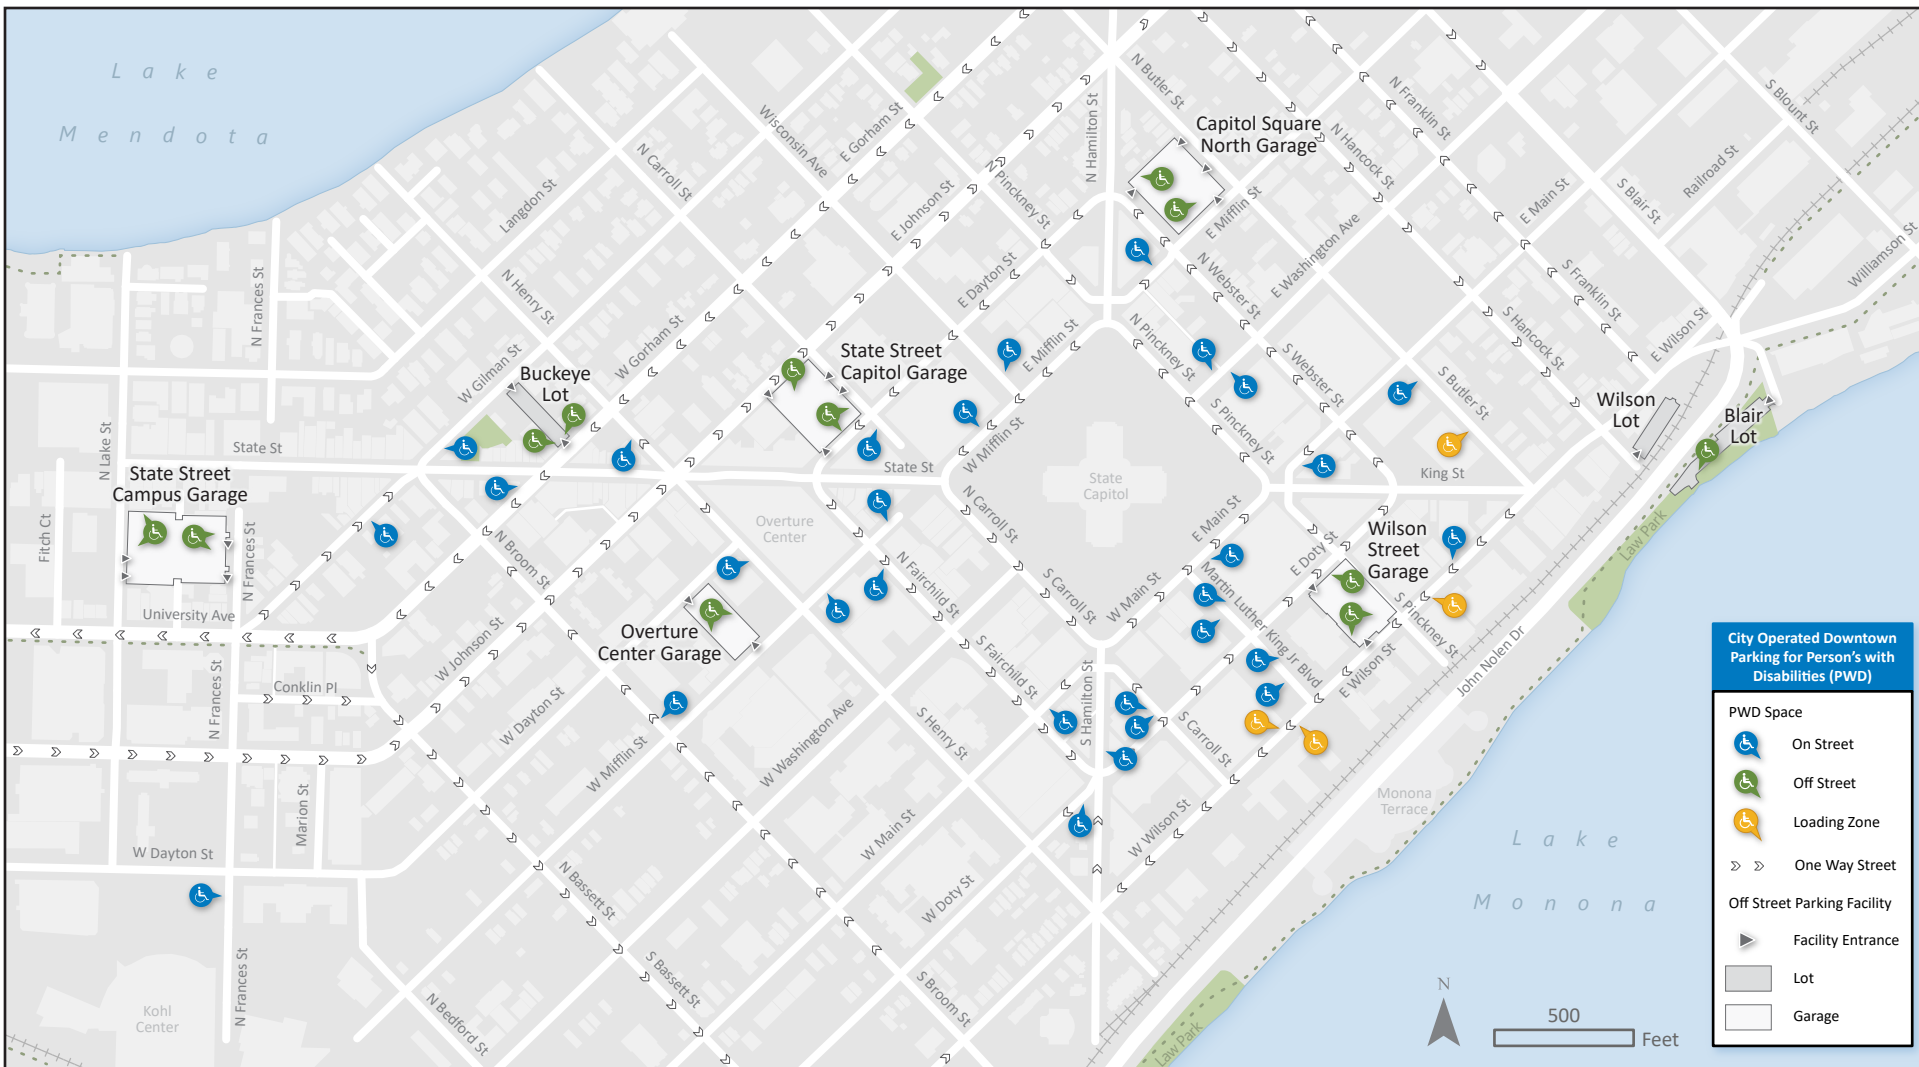 Lake
Mendota
Langdon St
N Carroll St
Wisconsin Ave
E Gorham St
N Pinckney St
E Johnson St
N Hamilton St
N Butler St
Capitol Square
North Garage
E Mifflin St
N Hancock St
N Franklin St
E Main St
S Blair St
Railroad St
S Blount St
Williamson St
E Washington Ave
N Webster St
S Franklin St
S Hancock St
E Wilson St
E Dayton St
E Mifflin St
N Henry St
N Frances St
W Gilman St
W Gorham St
Buckeye
Lot
State Street
Capitol Garage
N Pinckney St
S Pinckney St
S Webster St
S Butler St
Wilson
Lot
Blair
Lot
State St
N Lake St
State Street
Campus Garage
State St
W Mifflin St
State
Capitol
King St
Fitch Ct
N Frances St
University Ave
N Broom St
Overture
Center
N Carroll St
E Main St
E Doty St
Wilson
Street
Garage
Law Park
N Fairchild St
S Carroll St
W Main St
Martin Luther King Jr Blvd
S Pinckney St
E Wilson St
John Nolen Dr
Overture
Center Garage
W Johnson St
Conklin Pl
N Frances St
W Dayton St
S Fairchild St
S Hamilton St
S Carroll St
W Mifflin St
W Washington Ave
S Henry St
Marion St
W Main St
W Wilson St
Monona
Terrace
W Dayton St
N Bassett St
W Doty St
Lake
Monona
Kohl
Center
N Frances St
N Bedford St
S Bassett St
S Broom St
Law Park
N
500
Feet
City Operated Downtown
Parking for Person's with
Disabilities (PWD)
PWD Space
On Street
Off Street
Loading Zone
One Way Street
Off Street Parking Facility
Facility Entrance
Lot
Garage